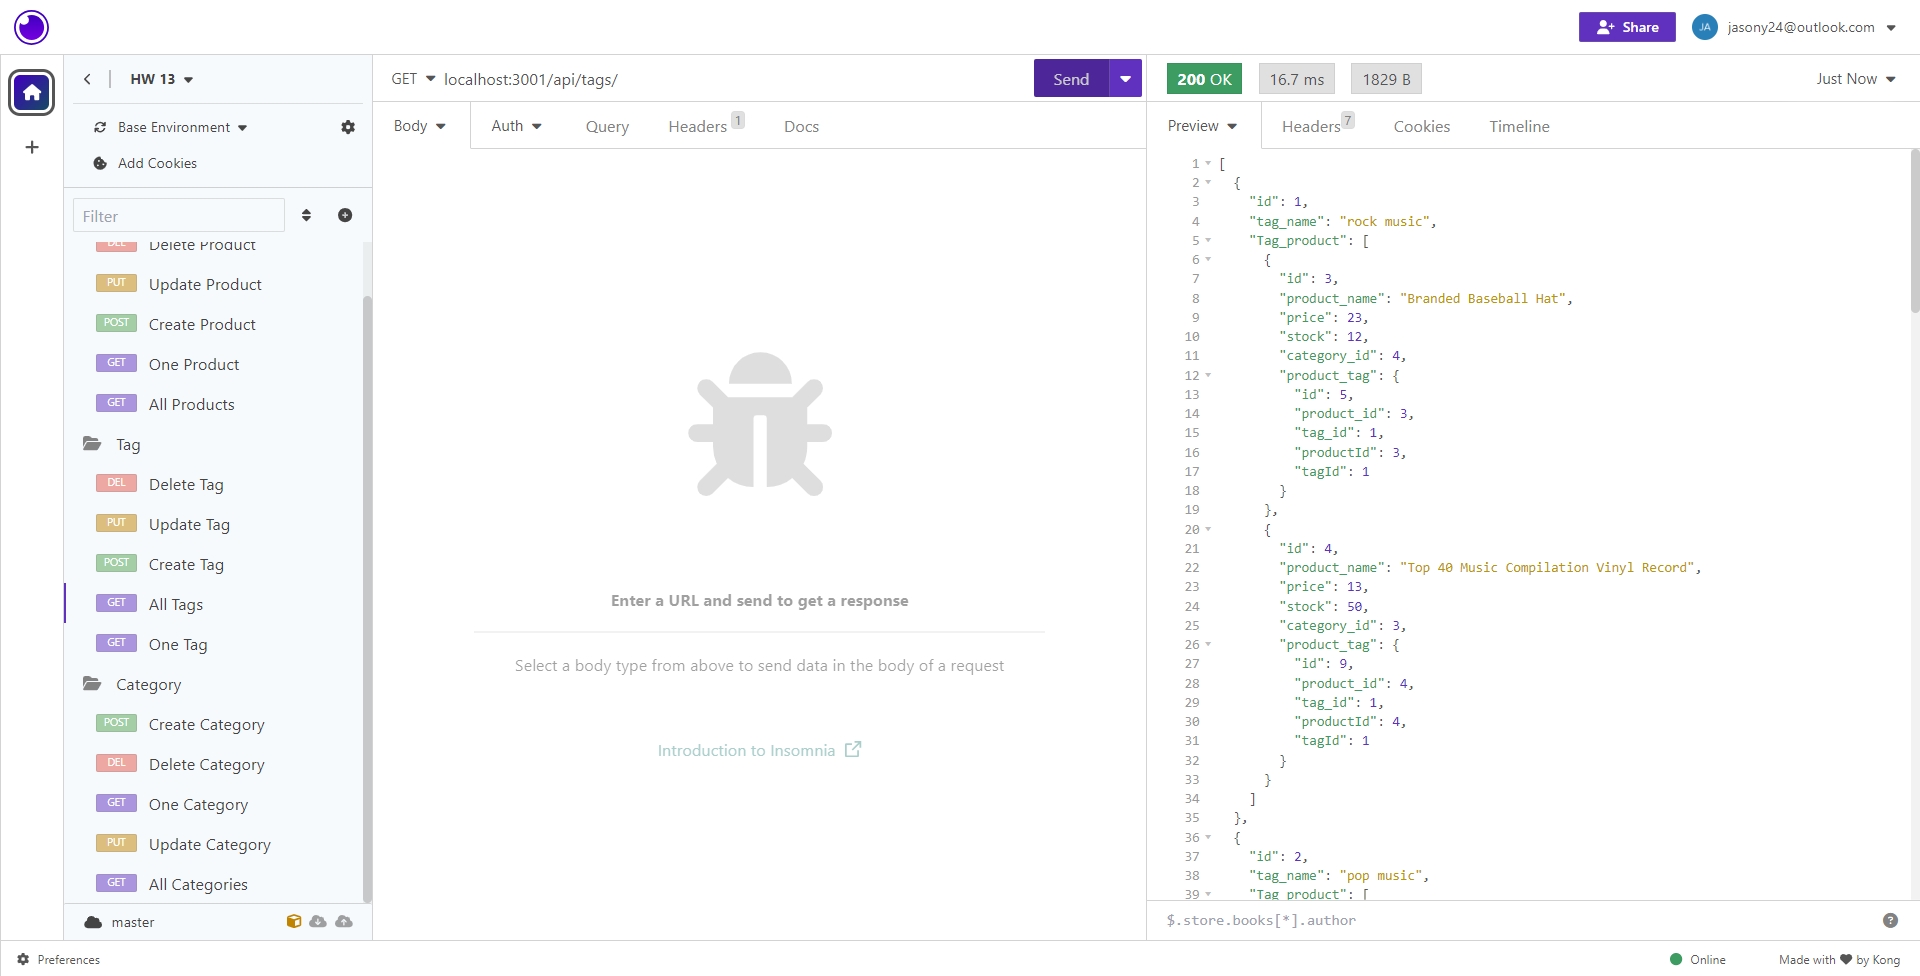 Share
JA
jasony24@outlook.com
HW 13
Base Environment
Add Cookies
Filter
DEL Delete Product
PUT Update Product
POST Create Product
GET One Product
GET All Products
Tag
DEL Delete Tag
PUT Update Tag
POST Create Tag
GET All Tags
GET One Tag
Category
POST Create Category
DEL Delete Category
GET One Category
PUT Update Category
GET All Categories
master
GET localhost:3001/api/tags/
Send
Body Auth Query Headers 1 Docs
Enter a URL and send to get a response
Select a body type from above to send data in the body of a request
Introduction to Insomnia
200 OK 16.7 ms 1829 B Just Now
Preview Headers 7 Cookies Timeline
1 [
2 {
3 "id": 1,
4 "tag_name": "rock music",
5 "Tag_product": [
6 {
7 "id": 3,
8 "product_name": "Branded Baseball Hat",
9 "price": 23,
10 "stock": 12,
11 "category_id": 4,
12 "product_tag": {
13 "id": 5,
14 "product_id": 3,
15 "tag_id": 1,
16 "productId": 3,
17 "tagId": 1
18 }
19 },
20 {
21 "id": 4,
22 "product_name": "Top 40 Music Compilation Vinyl Record",
23 "price": 13,
24 "stock": 50,
25 "category_id": 3,
26 "product_tag": {
27 "id": 9,
28 "product_id": 4,
29 "tag_id": 1,
30 "productId": 4,
31 "tagId": 1
32 }
33 }
34 ]
35 },
36 {
37 "id": 2,
38 "tag_name": "pop music",
39 "Tag_product": [
$.store.books[*].author
Preferences
Online
Made with ♥ by Kong